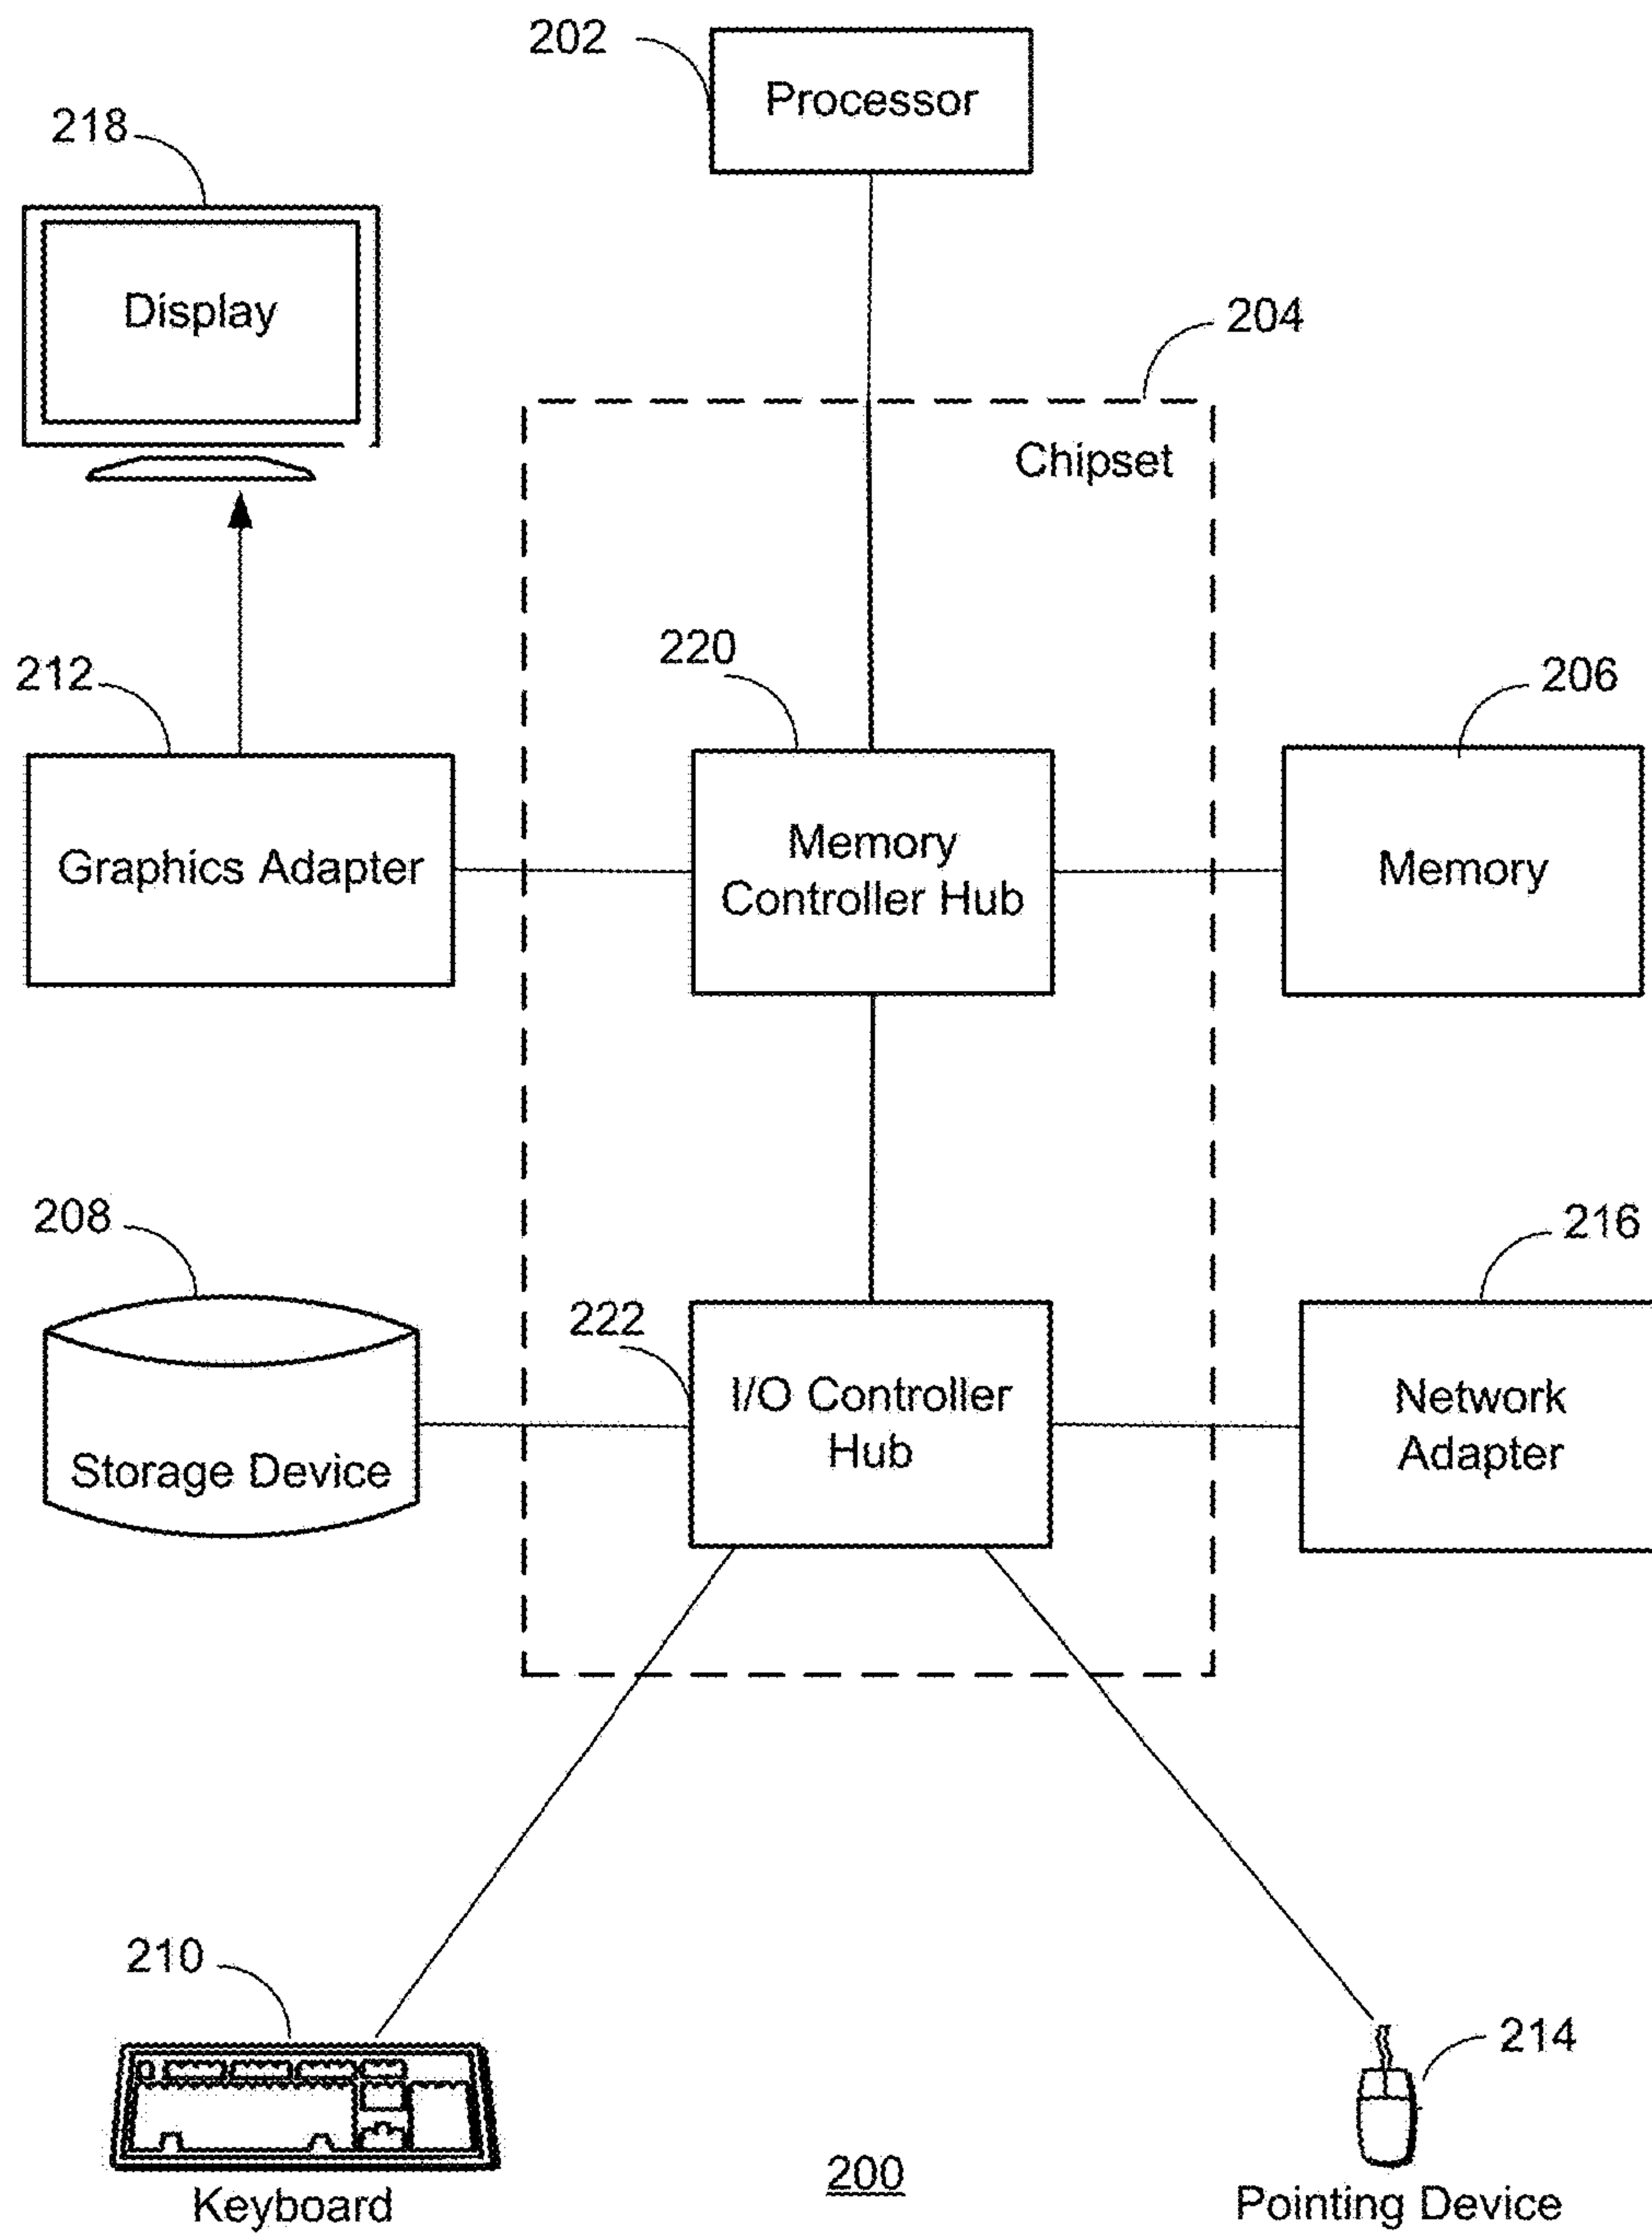 202
Processor
218
Display
204
Chipset
220
212
206
Graphics Adapter
Memory
Controller Hub
Memory
208
216
222
Storage Device
I/O Controller
Hub
Network
Adapter
210
214
200
Keyboard
Pointing Device